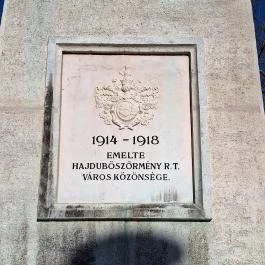 1914 - 1918
EMELTE
HAJDUBÖSZÖRMÉNY R.T.
VÁROS KÖZÖNSÉGE.